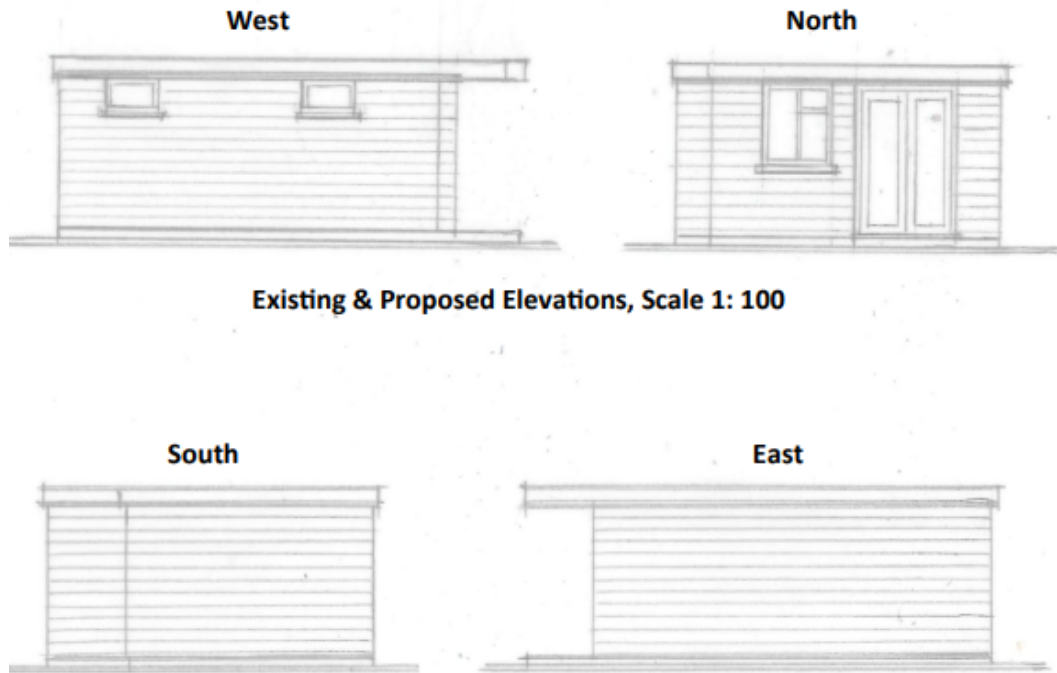 West
North
Existing & Proposed Elevations, Scale 1: 100
South
East